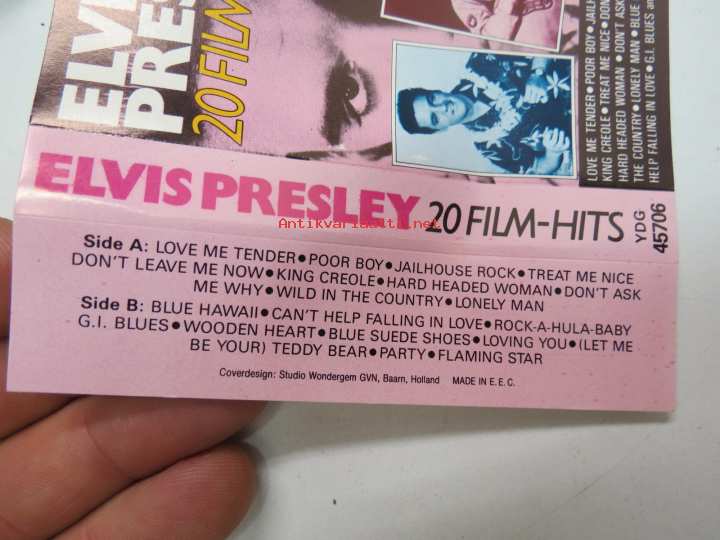 ELVIS
PRES
20 FILM
LOVE ME TENDER • POOR BOY • JAIL
KING CREOLE • TREAT ME NICE • DON
HARD HEADED WOMAN • DON'T ASK
THE COUNTRY • LONELY MAN • BLUE
HELP FALLING IN LOVE • G.I. BLUES an
ELVIS PRESLEY 20 FILM-HITS YDG
45706
Antikvariaatti.net
Side A: LOVE ME TENDER•POOR BOY•JAILHOUSE ROCK•TREAT ME NICE
DON'T LEAVE ME NOW•KING CREOLE•HARD HEADED WOMAN•DON'T ASK
ME WHY•WILD IN THE COUNTRY•LONELY MAN
Side B: BLUE HAWAII•CAN'T HELP FALLING IN LOVE•ROCK-A-HULA-BABY
G.I. BLUES•WOODEN HEART•BLUE SUEDE SHOES•LOVING YOU•(LET ME
BE YOUR) TEDDY BEAR•PARTY•FLAMING STAR
Coverdesign: Studio Wondergem GVN, Baarn, Holland MADE IN E.E.C.